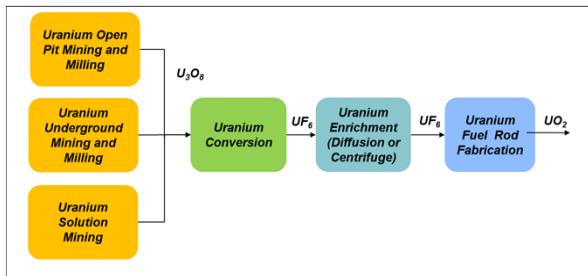 Uranium Open
Pit Mining and
Milling
U₃O₈
Uranium
Underground
Mining and
Milling
Uranium
Conversion
UF₆
Uranium
Enrichment
(Diffusion or
Centrifuge)
UF₆
Uranium
Fuel Rod
Fabrication
UO₂
Uranium
Solution
Mining